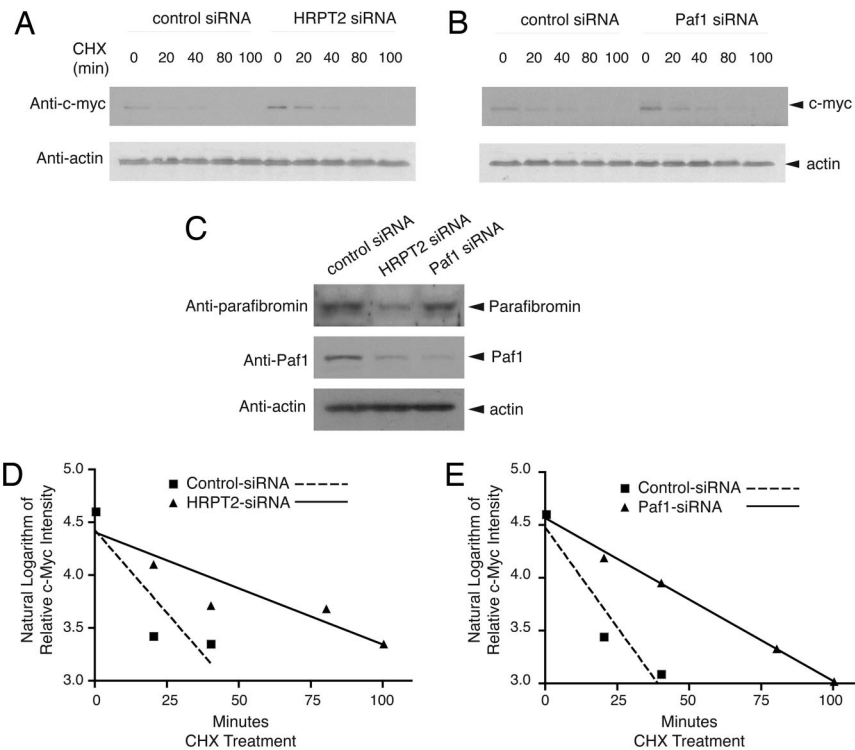 A
control siRNA HRPT2 siRNA
CHX (min) 0 20 40 80 100 0 20 40 80 100
Anti-c-myc
Anti-actin
B
control siRNA Paf1 siRNA
0 20 40 80 100 0 20 40 80 100
c-myc
actin
C
control siRNA HRPT2 siRNA Paf1 siRNA
Anti-parafibromin Parafibromin
Anti-Paf1 Paf1
Anti-actin actin
D
5.0
4.5
4.0
3.5
3.0
Natural Logarithm of
Relative c-Myc Intensity
Control-siRNA
HRPT2-siRNA
0 25 50 75 100
Minutes
CHX Treatment
E
5.0
4.5
4.0
3.5
3.0
Natural Logarithm of
Relative c-Myc Intensity
Control-siRNA
Paf1-siRNA
0 25 50 75 100
Minutes
CHX Treatment